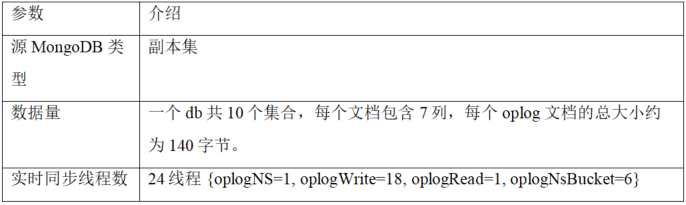 参数 介绍
源 MongoDB 类 副本集
型
数据量 一个 db 共 10 个集合，每个文档包含 7 列，每个 oplog 文档的总大小约
为 140 字节。
实时同步线程数 24 线程 {oplogNS=1, oplogWrite=18, oplogRead=1, oplogNsBucket=6}